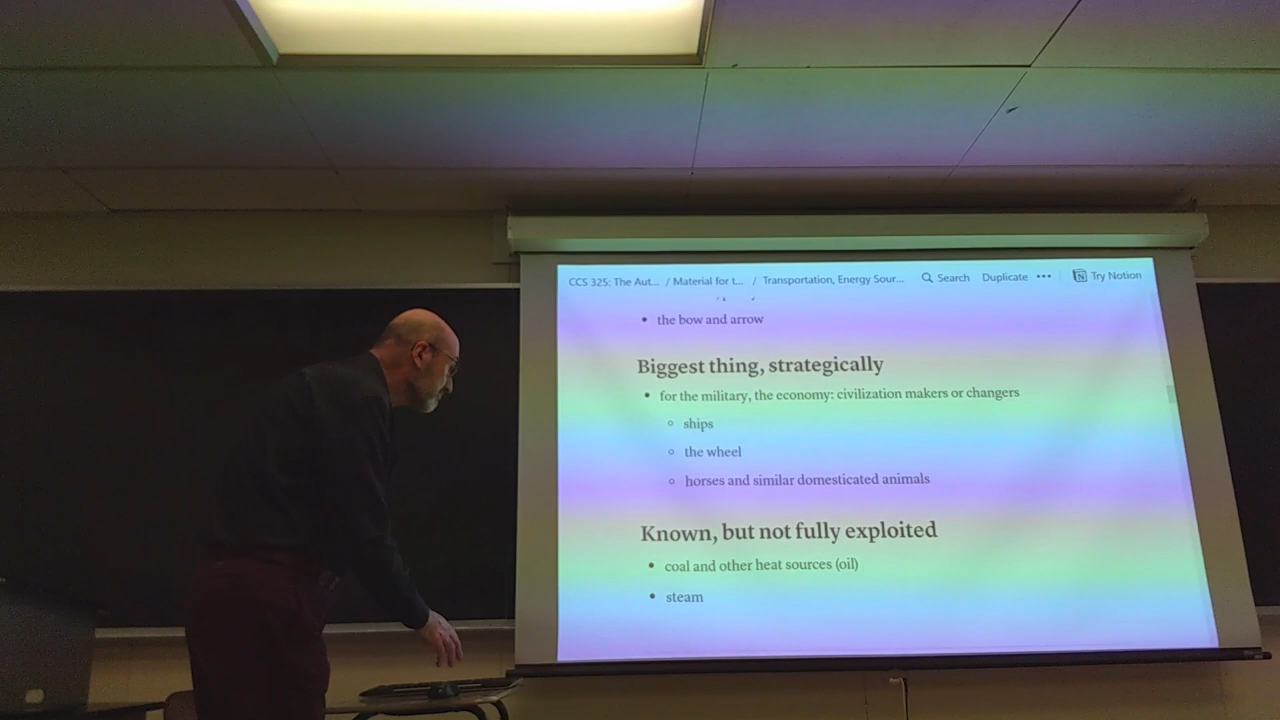 CCS 325: The Aut... / Material for t... / Transportation, Energy Sour... Search Duplicate ••• Try Notion
• the bow and arrow
Biggest thing, strategically
• for the military, the economy: civilization makers or changers
◦ ships
◦ the wheel
◦ horses and similar domesticated animals
Known, but not fully exploited
• coal and other heat sources (oil)
• steam